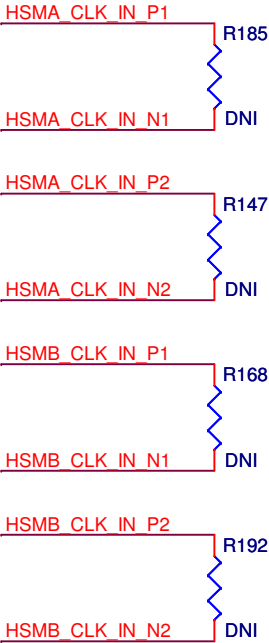 HSMA_CLK_IN_P1
R185
HSMA_CLK_IN_N1
DNI
HSMA_CLK_IN_P2
R147
HSMA_CLK_IN_N2
DNI
HSMB_CLK_IN_P1
R168
HSMB_CLK_IN_N1
DNI
HSMB_CLK_IN_P2
R192
HSMB_CLK_IN_N2
DNI